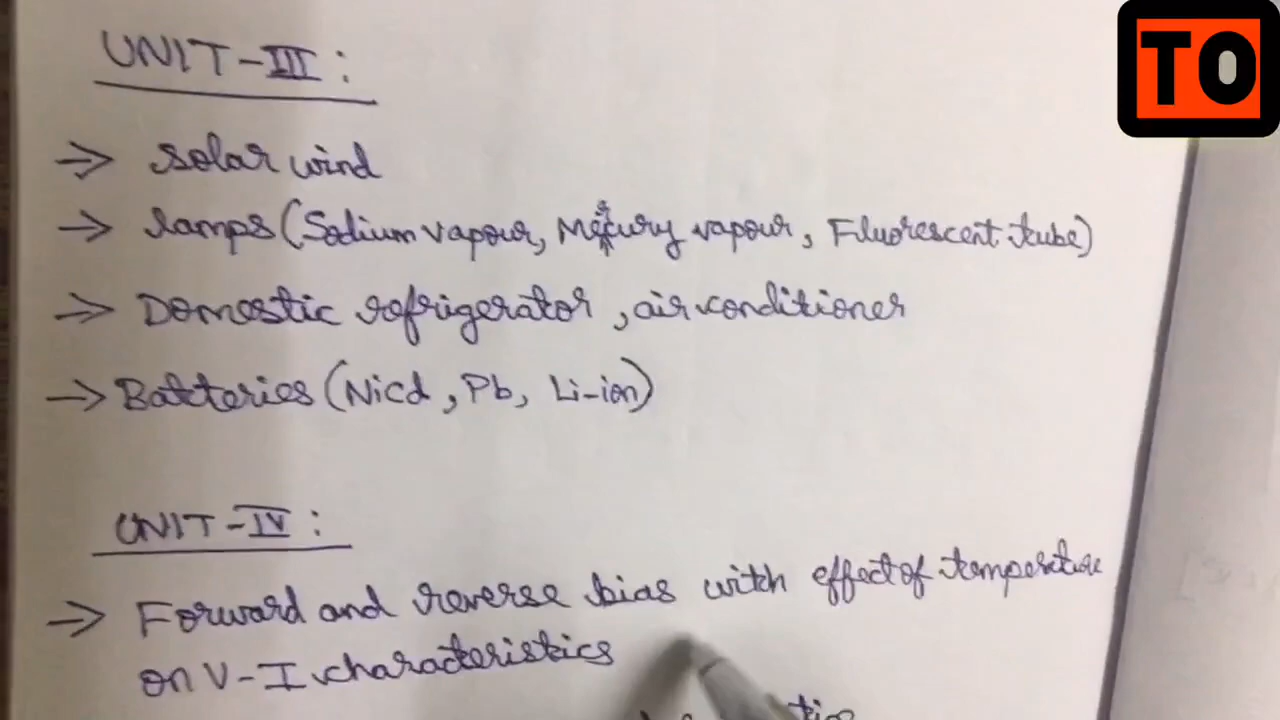 TO
UNIT-III :
→ Solar wind
→ Lamps (Sodium vapour, Mercury vapour, Fluorescent tube)
→ Domestic refrigerator, air conditioner
→ Batteries (Nicd, Pb, Li-ion)
UNIT-IV :
→ Forward and reverse bias with effect of temperature
on V-I characteristics